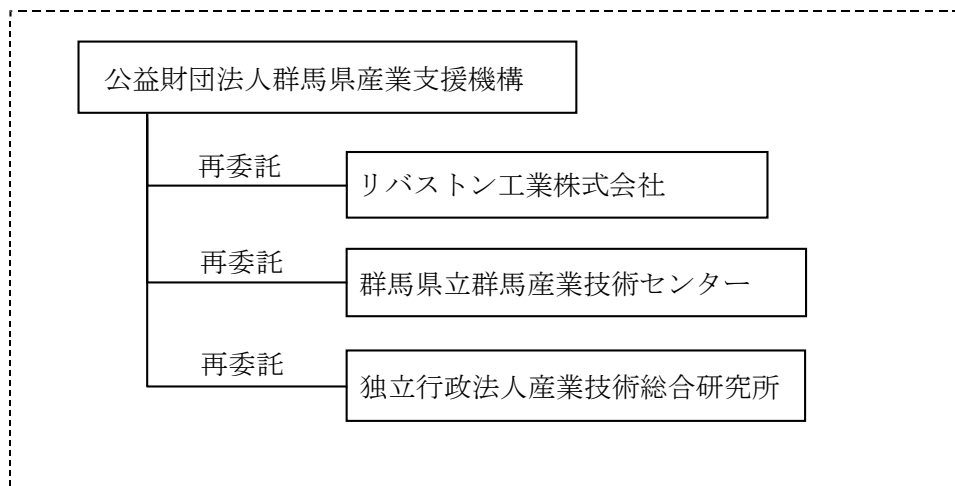 公益財団法人群馬県産業支援機構
再委託
リバストン工業株式会社
再委託
群馬県立群馬産業技術センター
再委託
独立行政法人産業技術総合研究所